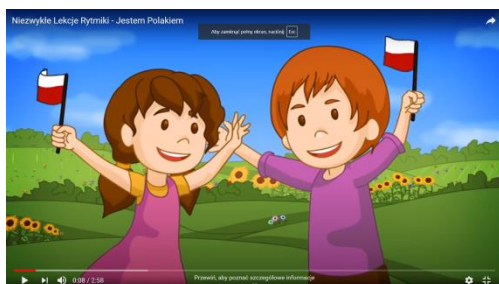 Niezwykłe Lekcje Rytmiki - Jestem Polakiem
Aby zamknąć pełny ekran, naciśnij Esc
0:08 / 2:58
Przewiń, aby poznać szczegółowe informacje